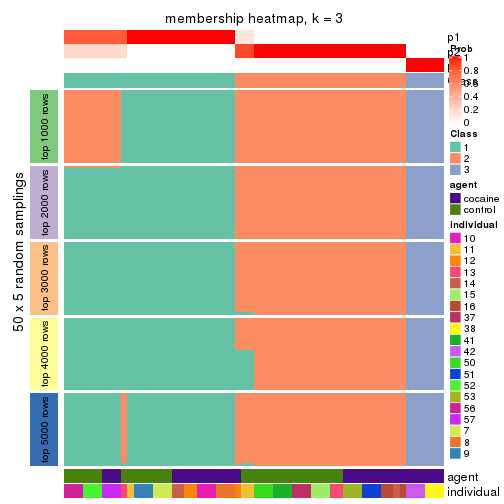 membership heatmap, k = 3
p1
p2
Prob
1
0.8
0.6
0.4
0.2
0
Class
1
2
3
agent
cocaine
control
individual
10
11
12
13
14
15
16
37
38
41
42
50
51
52
53
56
57
7
8
9
50 x 5 random samplings
top 1000 rows
top 2000 rows
top 3000 rows
top 4000 rows
top 5000 rows
agent
individual